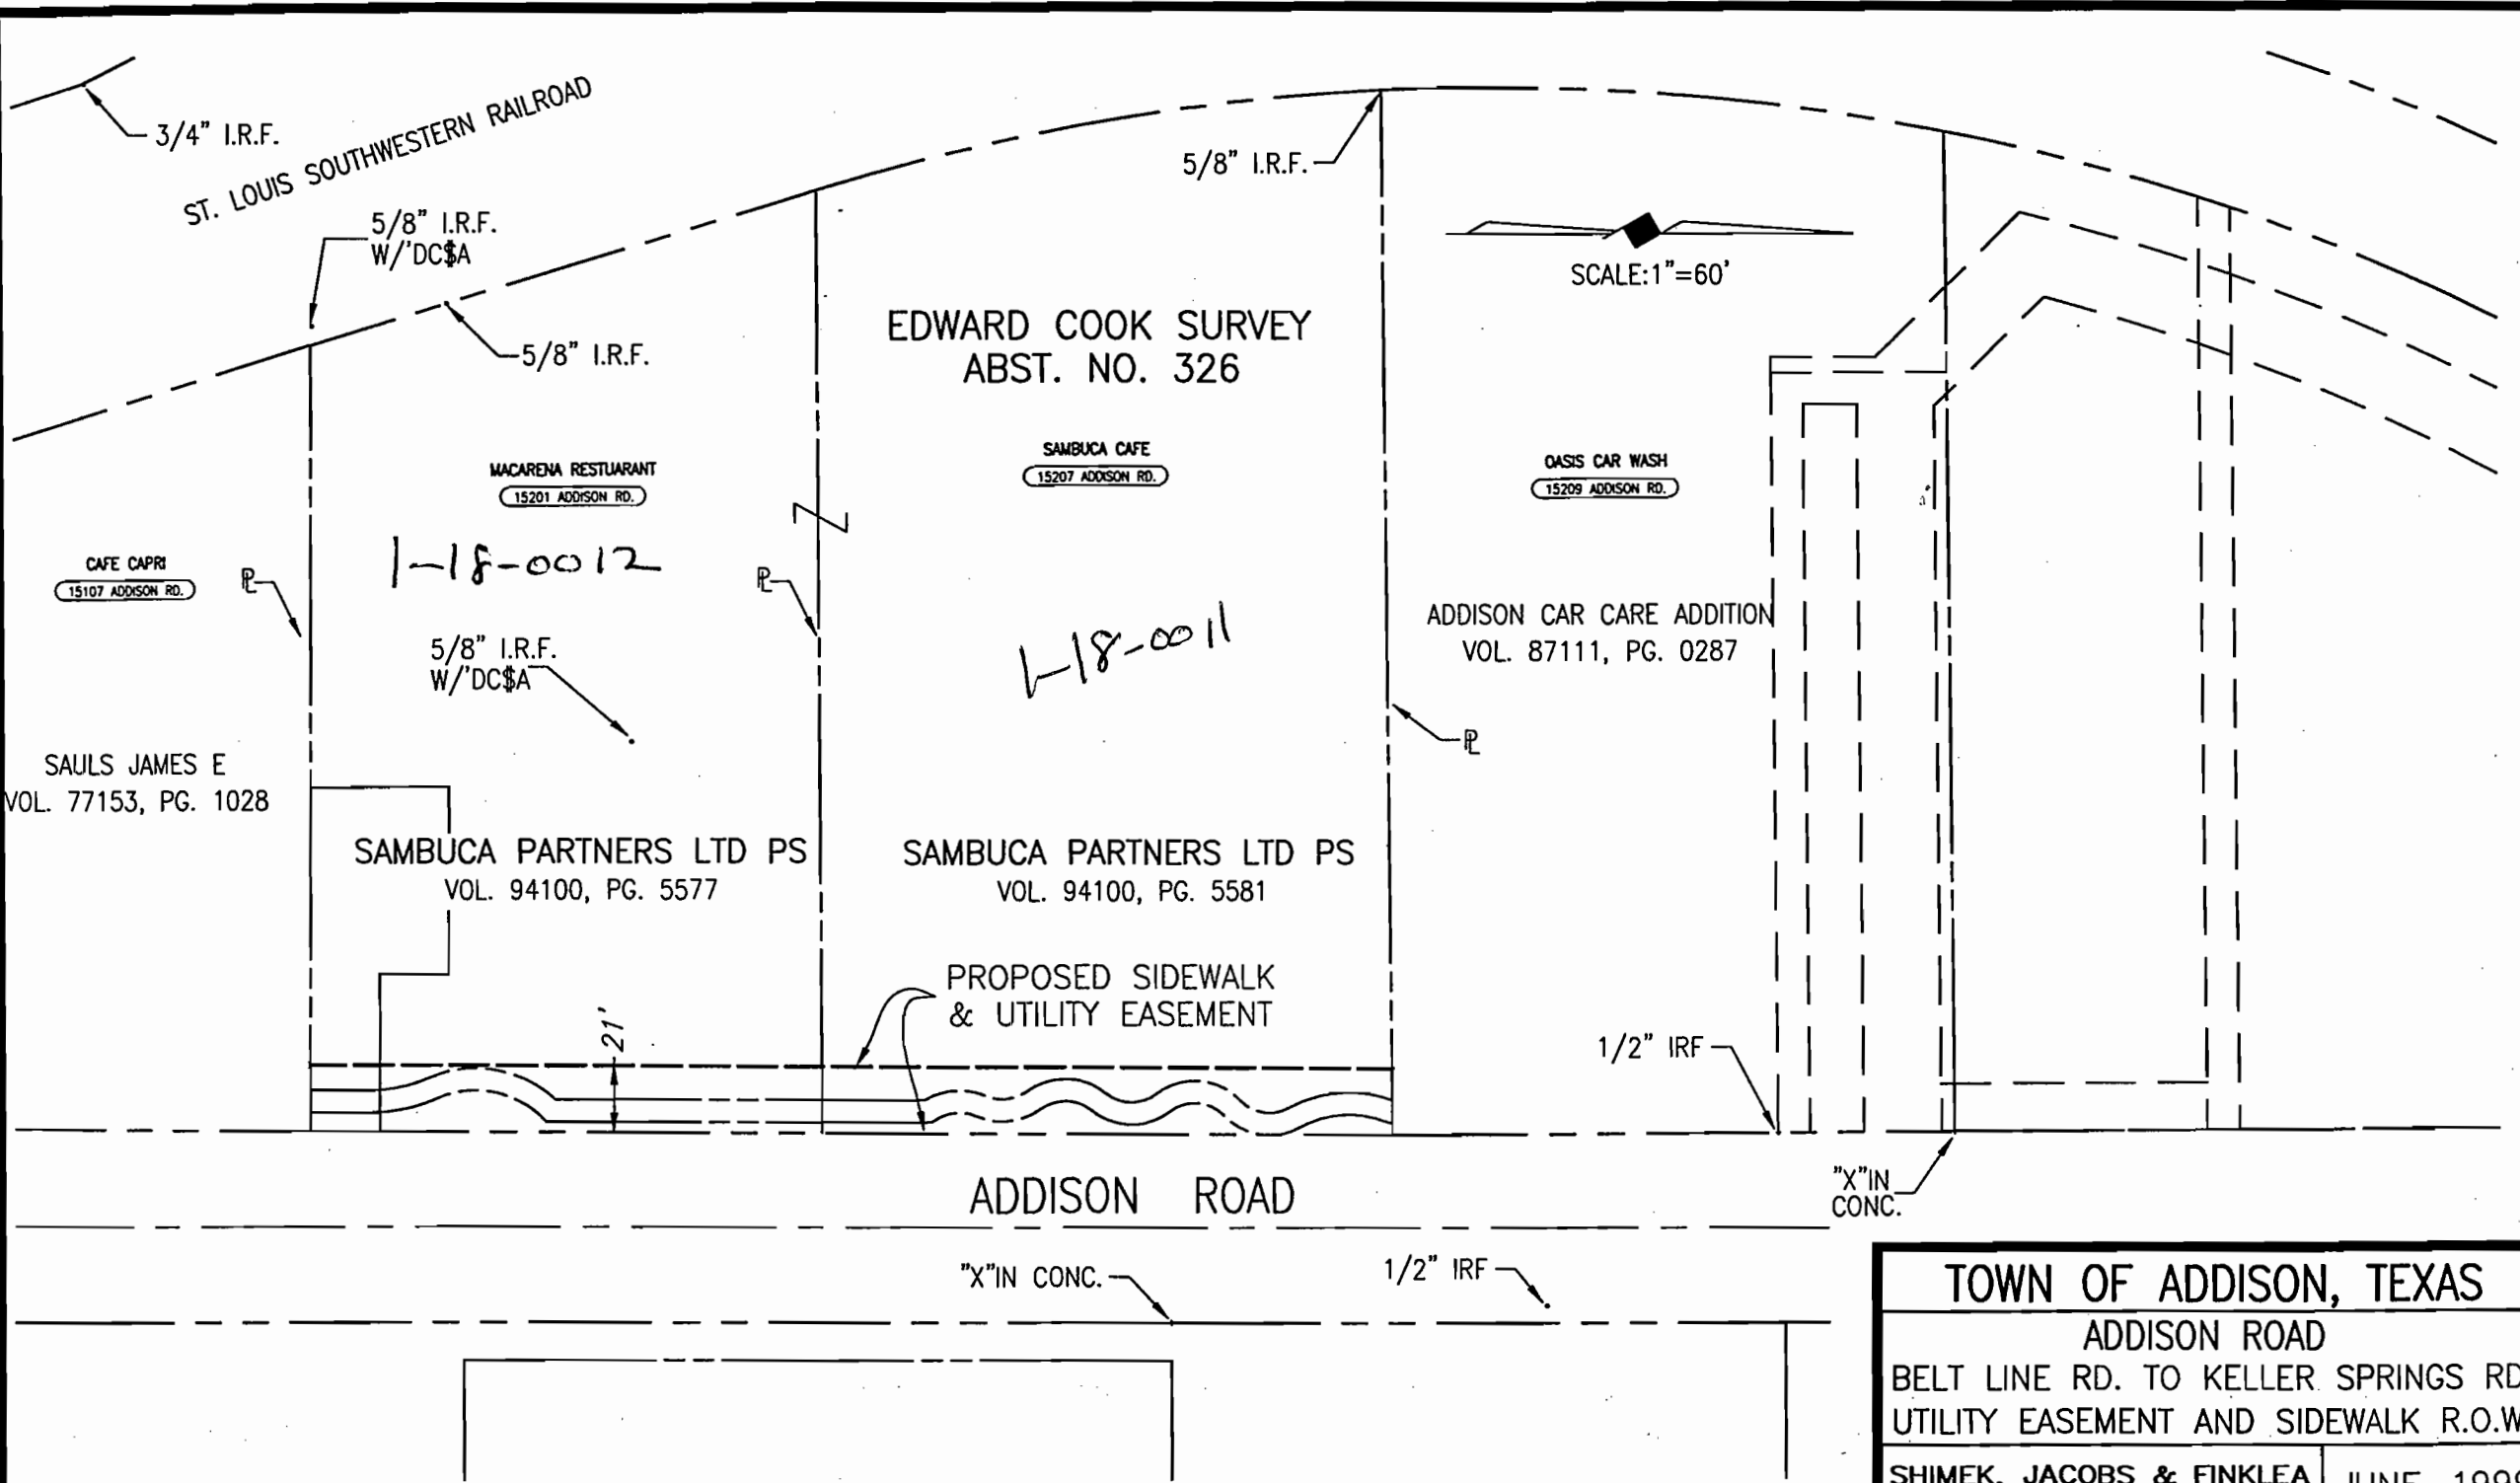 3/4" I.R.F.
ST. LOUIS SOUTHWESTERN RAILROAD
5/8" I.R.F.
W/'DC$A
5/8" I.R.F.
5/8" I.R.F.
SCALE:1"=60'
EDWARD COOK SURVEY
ABST. NO. 326
MACARENA RESTUARANT
15201 ADDISON RD.
SAMBUCA CAFE
15207 ADDISON RD.
OASIS CAR WASH
15209 ADDISON RD.
CAFE CAPRI
15107 ADDISON RD.
PL
1-18-0012
PL
1-18-0011
ADDISON CAR CARE ADDITION
VOL. 87111, PG. 0287
5/8" I.R.F.
W/'DC$A
PL
SAULS JAMES E
VOL. 77153, PG. 1028
SAMBUCA PARTNERS LTD PS
VOL. 94100, PG. 5577
SAMBUCA PARTNERS LTD PS
VOL. 94100, PG. 5581
PROPOSED SIDEWALK
& UTILITY EASEMENT
21'
1/2" IRF
"X"IN
CONC.
ADDISON ROAD
"X"IN CONC.
1/2" IRF
TOWN OF ADDISON, TEXAS
ADDISON ROAD
BELT LINE RD. TO KELLER SPRINGS RD
UTILITY EASEMENT AND SIDEWALK R.O.W
SHIMEK, JACOBS & FINKLEA
JUNE